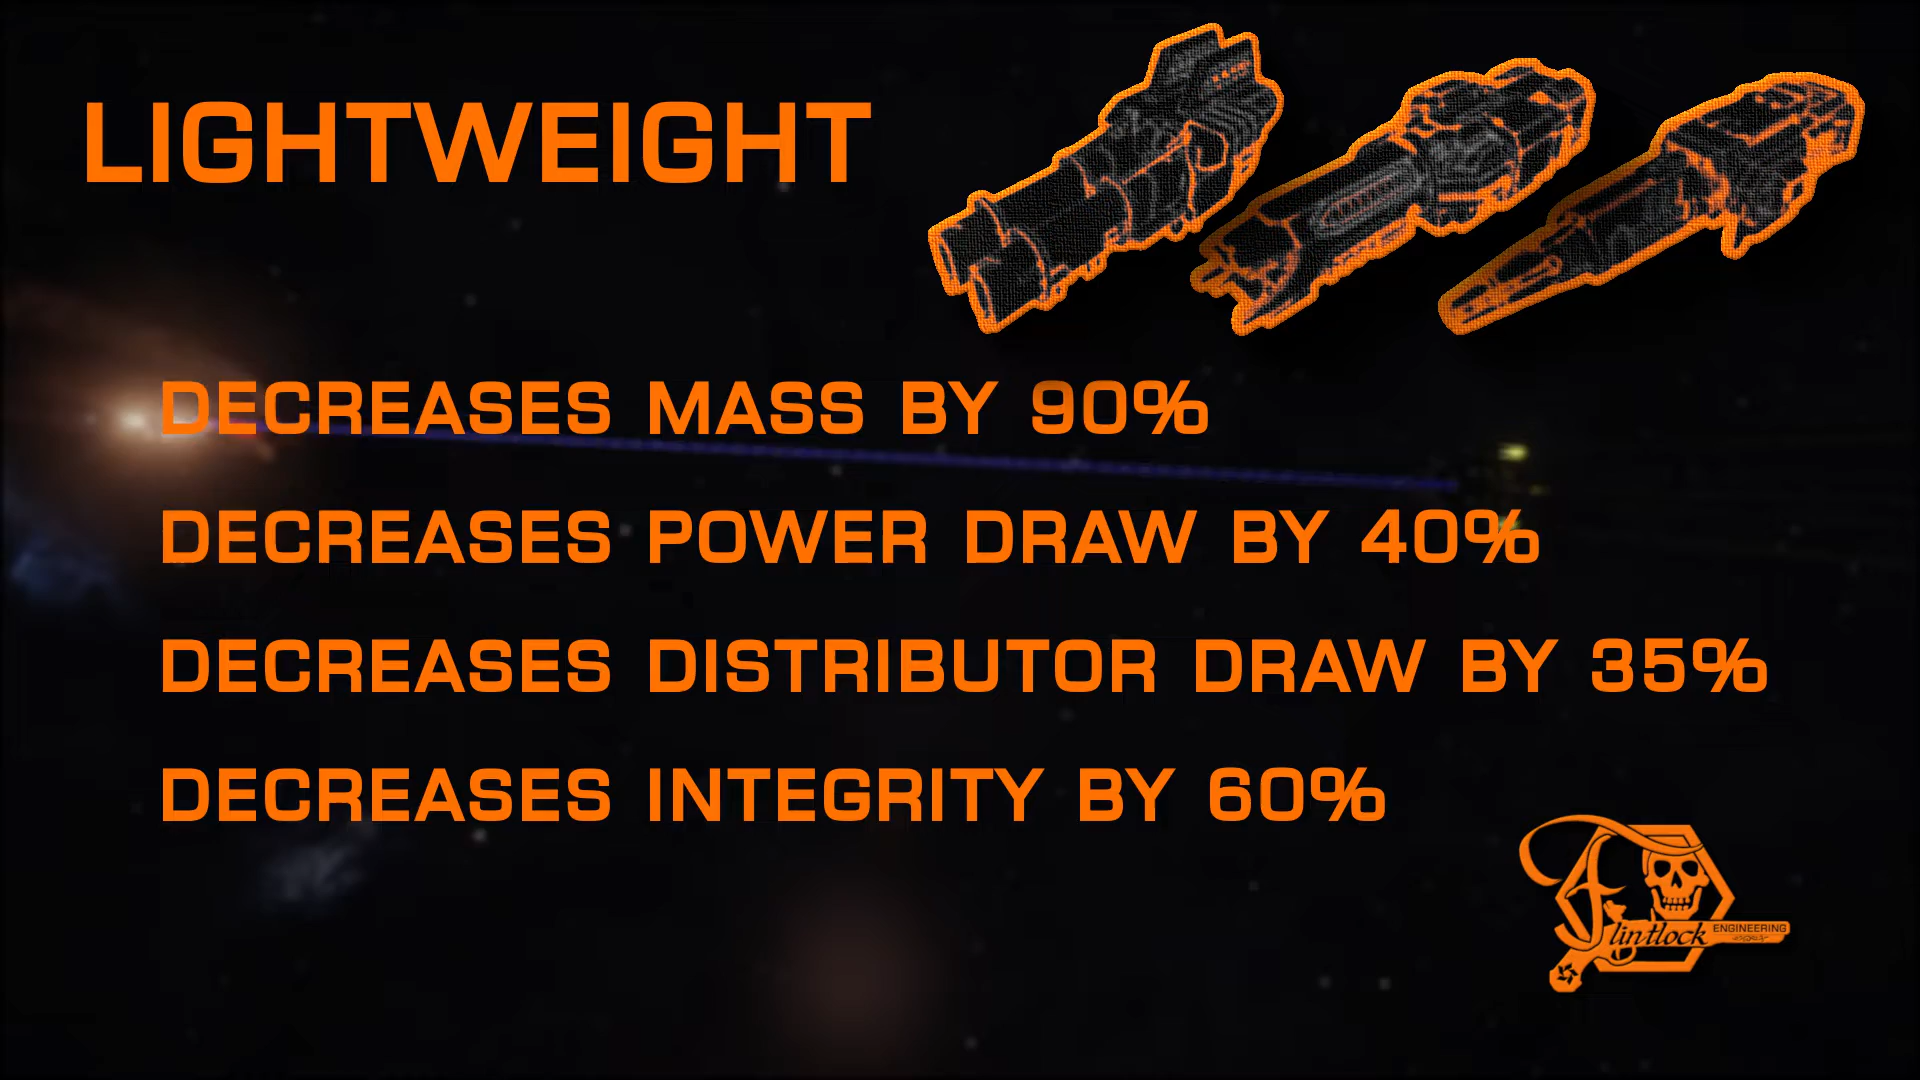 LIGHTWEIGHT
DECREASES MASS BY 90%
DECREASES POWER DRAW BY 40%
DECREASES DISTRIBUTOR DRAW BY 35%
DECREASES INTEGRITY BY 60%
Flintlock ENGINEERING